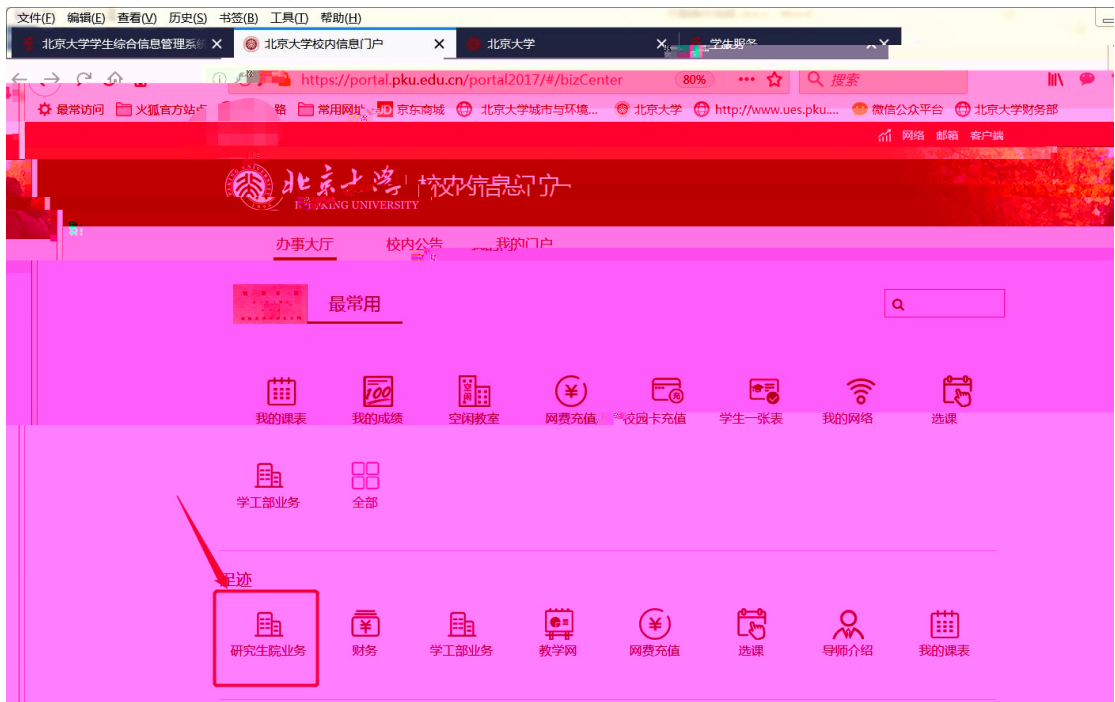 文件(F) 编辑(E) 查看(V) 历史(S) 书签(B) 工具(T) 帮助(H)
北京大学学生综合信息管理系统 北京大学校内信息门户 北京大学 学生服务
https://portal.pku.edu.cn/portal2017/#/bizCenter 80% 搜索
最常访问 火狐官方站点 路 常用网址 京东商城 北京大学城市与环境... 北京大学 http://www.ues.pku.... 微信公众平台 北京大学财务部
网络 邮箱 客户端
北京大学 校内信息门户
PEKING UNIVERSITY
办事大厅 校内公告 我的门户
最常用
我的课表 我的成绩 空闲教室 网费充值 校园卡充值 学生一张表 我的网络 选课
学工部业务 全部
足迹
研究生院业务 财务 学工部业务 教学网 网费充值 选课 导师介绍 我的课表